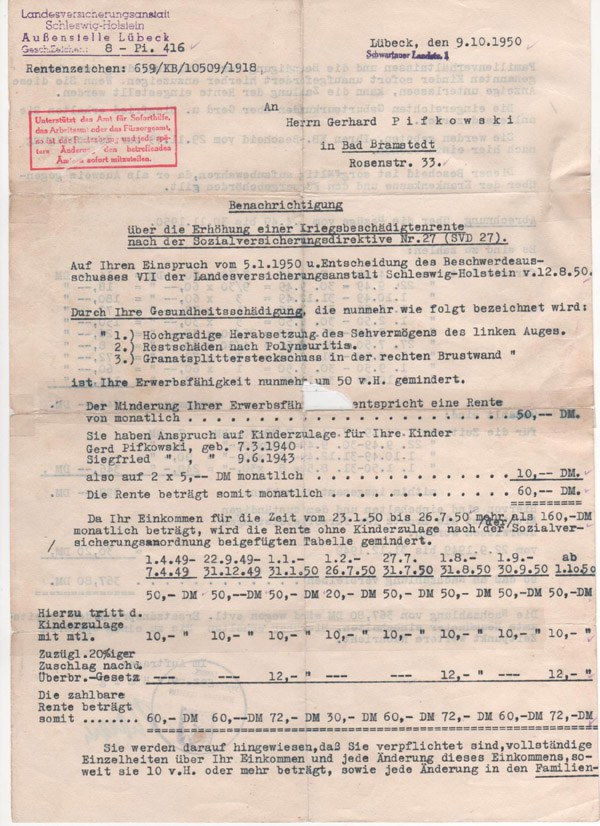 Landesversicherungsanstalt
Schleswig-Holstein
Außenstelle Lübeck
Gesch.Zeichen: 8 - Pi. 416
Lübeck, den 9.10.1950
Schwartauer Landstr. 1
Rentenzeichen: 659/KB/10509/1918
An
Herrn Gerhard Pifkowski
in Bad Bramstedt
Rosenstr. 33.
Unterstützt das Amt für Soforthilfe,
das Arbeitsamt oder das Fürsorgeamt,
so ist die Erhöhung und jede spä-
tere Änderung den betreffenden
Ämtern sofort mitzuteilen.
Benachrichtigung
über die Erhöhung einer Kriegsbeschädigtenrente
nach der Sozialversicherungsdirektive Nr.27 (SVD 27).
Auf Ihren Einspruch vom 5.1.1950 u.Entscheidung des Beschwerdeaus-
schusses VII der Landesversicherungsanstalt Schleswig-Holstein v.12.8.50.
Durch Ihre Gesundheitsschädigung, die nunmehr wie folgt bezeichnet wird:
" 1.) Hochgradige Herabsetzung des Sehvermögens des linken Auges.
2.) Restschäden nach Polyneuritis.
3.) Granatsplittersteckschuss in der rechten Brustwand "
ist Ihre Erwerbsfähigkeit nunmehr um 50 v.H. gemindert.
Der Minderung Ihrer Erwerbsfäh entspricht eine Rente
von monatlich . . . . . . . . . . . . . . . . . . . . 50,-- DM.
Sie haben Anspruch auf Kinderzulage für Ihre Kinder
Gerd Pifkowski, geb. 7.3.1940
Siegfried " , " 9.6.1943
also auf 2 x 5,-- DM monatlich . . . . . . . . . . . . 10,-- DM.
Die Rente beträgt somit monatlich . . . . . . . . . . . 60,-- DM.
Da Ihr Einkommen für die Zeit vom 23.1.50 bis 26.7.50 mehr als 160,-DM
monatlich beträgt, wird die Rente ohne Kinderzulage nach der Sozialver-
sicherungsanordnung beigefügten Tabelle gemindert.
1.4.49- 22.9.49- 1.1.- 1.2.- 27.7. 1.8.- 1.9.- ab
7.4.49 31.12.49 31.1.50 26.7.50 31.7.50 31.8.50 30.9.50 1.10.50
50,- DM 50,--DM 50,-DM 20,-DM 50,-DM 50,-DM 50,-DM 50,-DM
Hierzu tritt d.
Kinderzulage
mit mtl. 10,- " 10,- " 10,- " 10,- " 10,- " 10,- " 10,- " 10,- "
Zuzügl.20%iger
Zuschlag nach d.
Überbr.-Gesetz --- --- 12,- " --- --- 12,- " --- 12,- "
Die zahlbare
Rente beträgt
somit ........ 60,- DM 60,--DM 72,- DM 30,- DM 60,-DM 72,-DM 60,-DM 72,-DM
Sie werden darauf hingewiesen,daß Sie verpflichtet sind,vollständige
Einzelheiten über Ihr Einkommen und jede Änderung dieses Einkommens,so-
weit sie 10 v.H. oder mehr beträgt, sowie jede Änderung in den Familien-